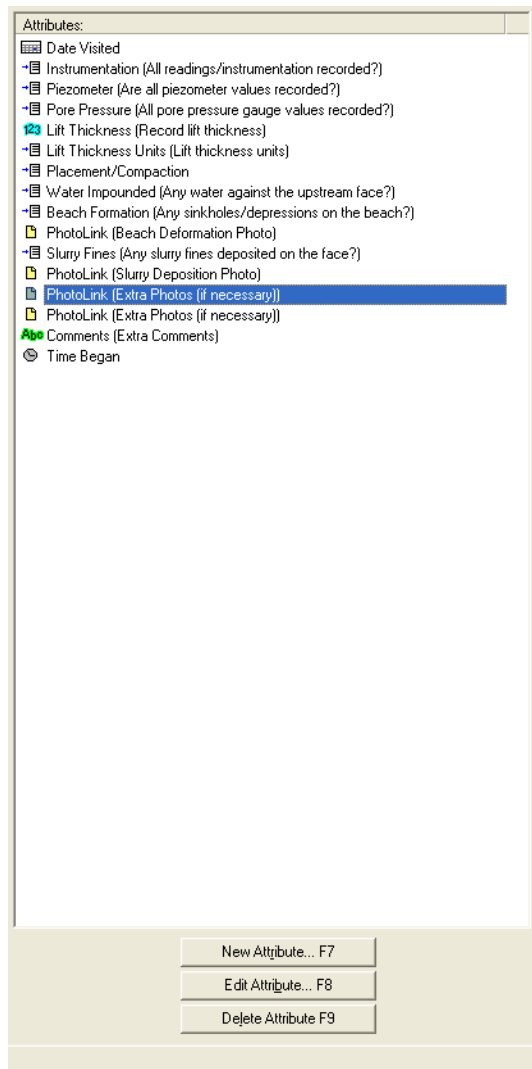 Attributes:
Date Visited
Instrumentation (All readings/instrumentation recorded?)
Piezometer (Are all piezometer values recorded?)
Pore Pressure (All pore pressure gauge values recorded?)
123 Lift Thickness (Record lift thickness)
Lift Thickness Units (Lift thickness units)
Placement/Compaction
Water Impounded (Any water against the upstream face?)
Beach Formation (Any sinkholes/depressions on the beach?)
PhotoLink (Beach Deformation Photo)
Slurry Fines (Any slurry fines deposited on the face?)
PhotoLink (Slurry Deposition Photo)
PhotoLink (Extra Photos (if necessary))
PhotoLink (Extra Photos (if necessary))
Abc Comments (Extra Comments)
Time Began
New Attribute... F7
Edit Attribute... F8
Delete Attribute F9